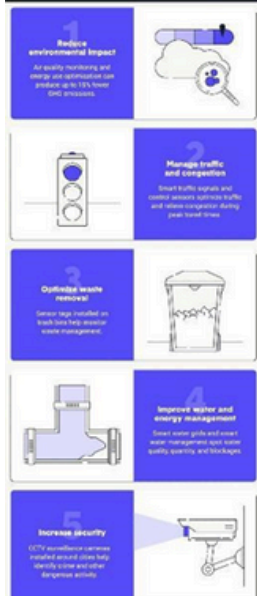 1
Reduce
environmental impact
Air quality monitoring and
energy use optimization can
produce up to 15% fewer
GHG emissions.
2
Manage traffic
and congestion
Smart traffic signals and
control sensors optimize traffic
and relieve congestion during
peak travel times.
3
Optimize waste
removal
Sensor tags installed on
trash bins help monitor
waste management.
4
Improve water and
energy management
Smart water grids and smart
water management spot water
quality, quantity, and blockages.
5
Increase security
CCTV surveillance cameras
installed around cities help
identify crime and other
dangerous activity.